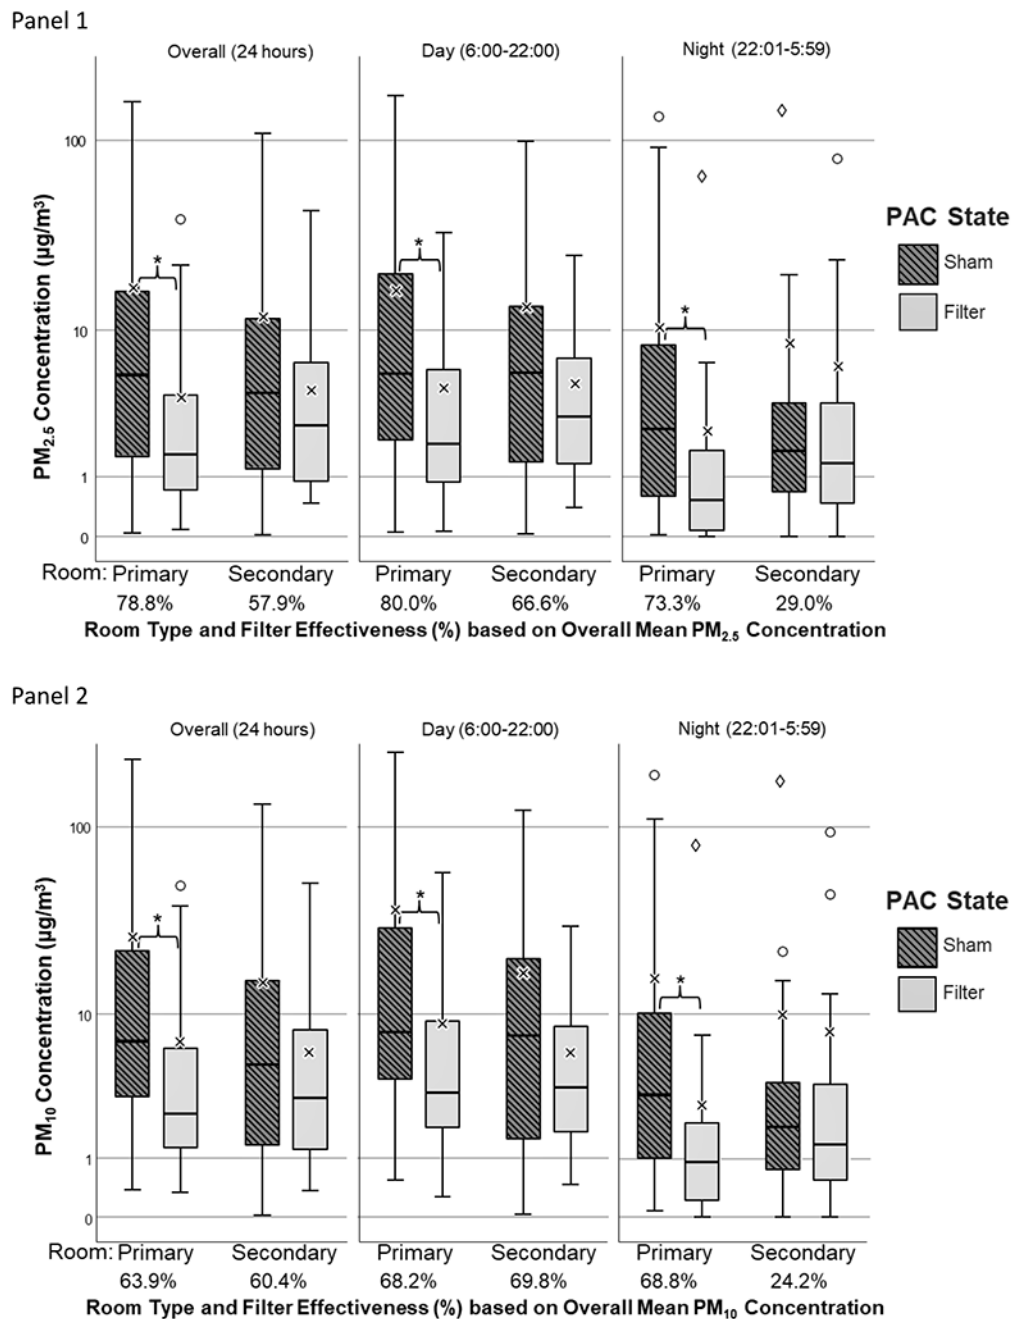 Panel 1
Overall (24 hours) Day (6:00-22:00) Night (22:01-5:59)
PM2.5 Concentration (µg/m³)
100
10
1
0
* * *
PAC State
Sham
Filter
Room: Primary Secondary Primary Secondary Primary Secondary
78.8% 57.9% 80.0% 66.6% 73.3% 29.0%
Room Type and Filter Effectiveness (%) based on Overall Mean PM2.5 Concentration
Panel 2
Overall (24 hours) Day (6:00-22:00) Night (22:01-5:59)
PM10 Concentration (µg/m³)
100
10
1
0
* * *
PAC State
Sham
Filter
Room: Primary Secondary Primary Secondary Primary Secondary
63.9% 60.4% 68.2% 69.8% 68.8% 24.2%
Room Type and Filter Effectiveness (%) based on Overall Mean PM10 Concentration